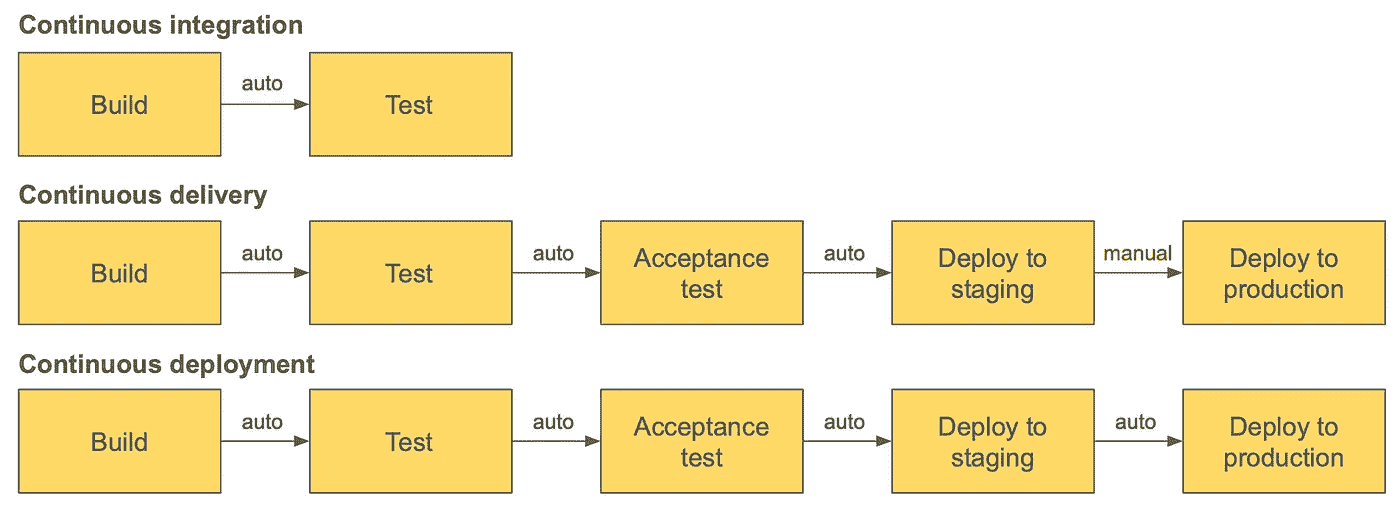 Continuous integration
Build
auto
Test
Continuous delivery
Build
auto
Test
auto
Acceptance
test
auto
Deploy to
staging
manual
Deploy to
production
Continuous deployment
Build
auto
Test
auto
Acceptance
test
auto
Deploy to
staging
auto
Deploy to
production